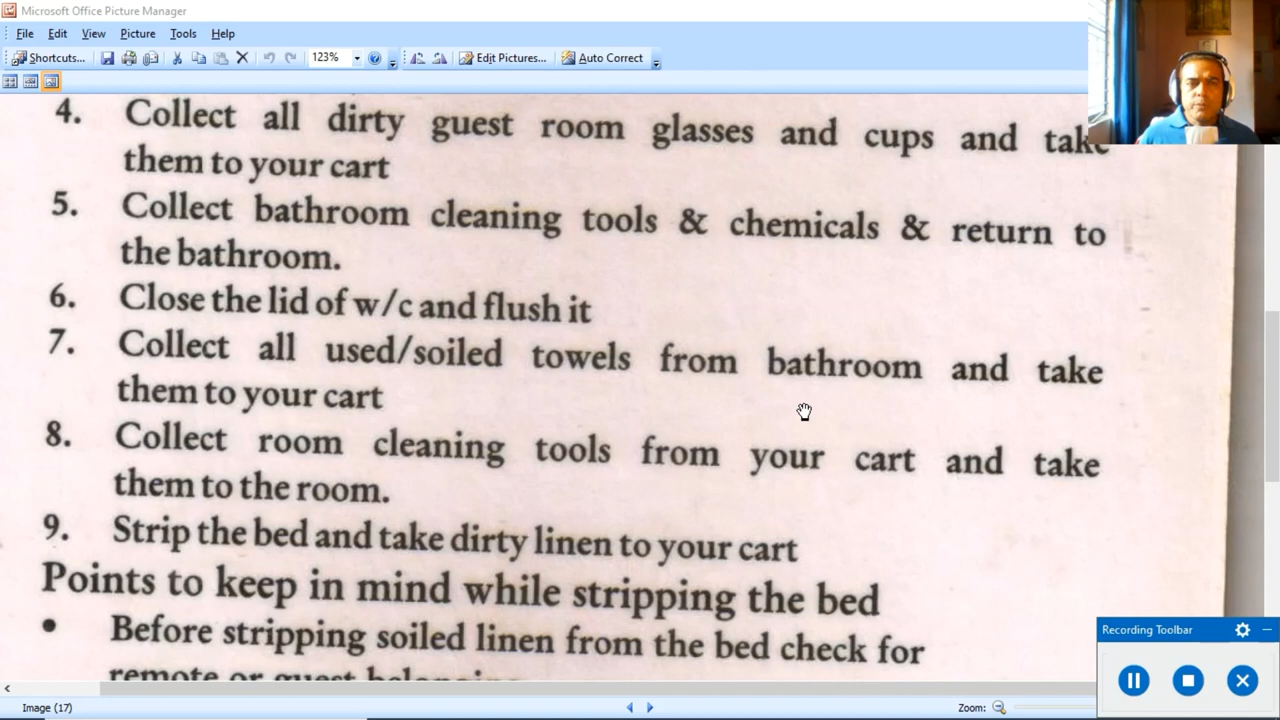 Microsoft Office Picture Manager
File Edit View Picture Tools Help
Shortcuts... 123% Edit Pictures... Auto Correct
4. Collect all dirty guest room glasses and cups and take
them to your cart
5. Collect bathroom cleaning tools & chemicals & return to
the bathroom.
6. Close the lid of w/c and flush it
7. Collect all used/soiled towels from bathroom and take
them to your cart
8. Collect room cleaning tools from your cart and take
them to the room.
9. Strip the bed and take dirty linen to your cart
Points to keep in mind while stripping the bed
• Before stripping soiled linen from the bed check for
remote or guest
Recording Toolbar
Image (17) Zoom: